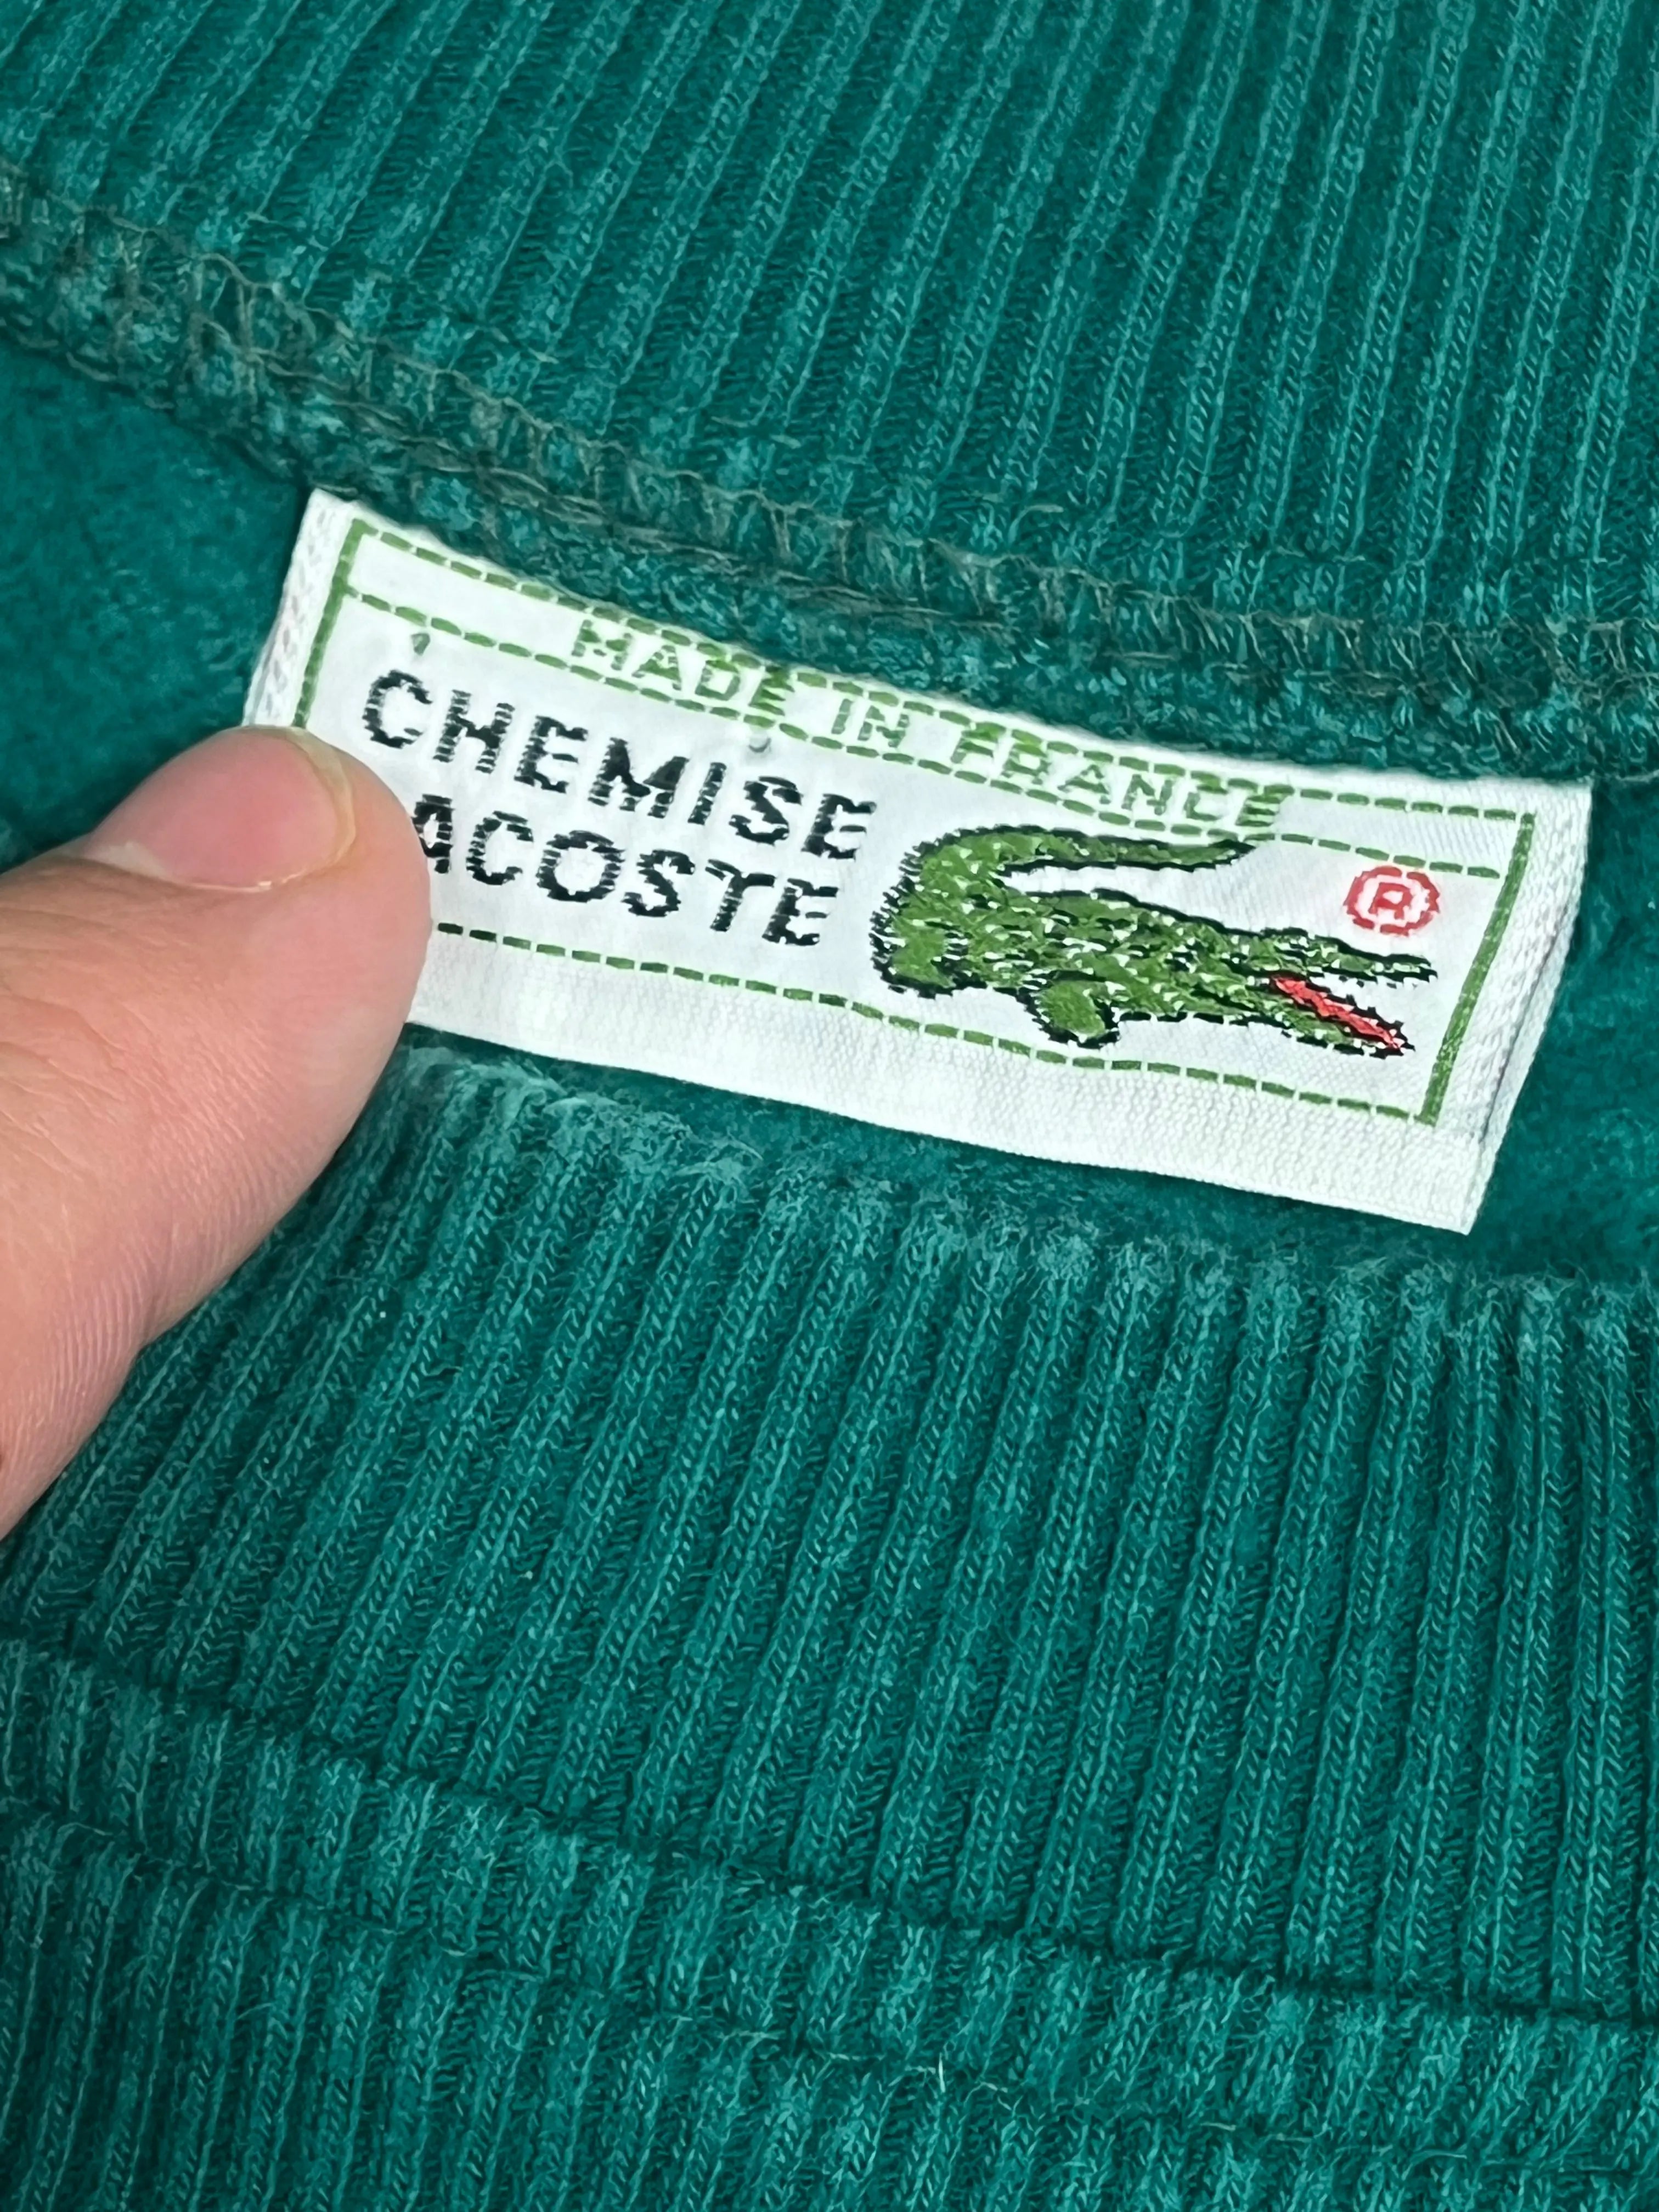 MADE IN FRANCE
CHEMISE
ACOSTE
®